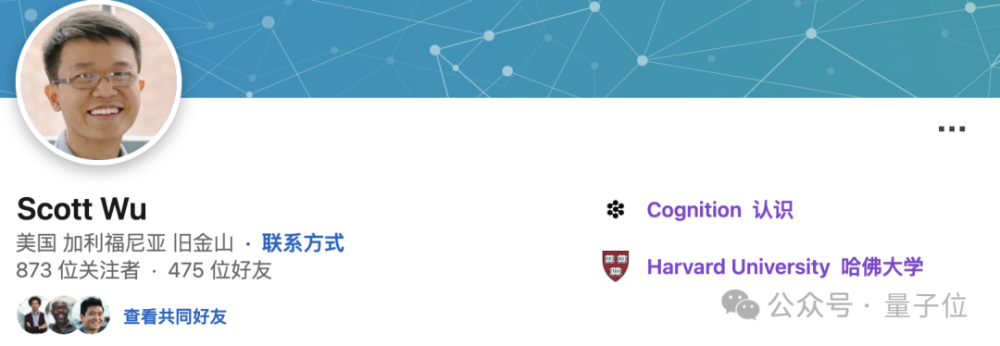 Scott Wu
美国 加利福尼亚 旧金山 · 联系方式
873 位关注者 · 475 位好友
查看共同好友
Cognition 认识
Harvard University 哈佛大学
公众号 · 量子位